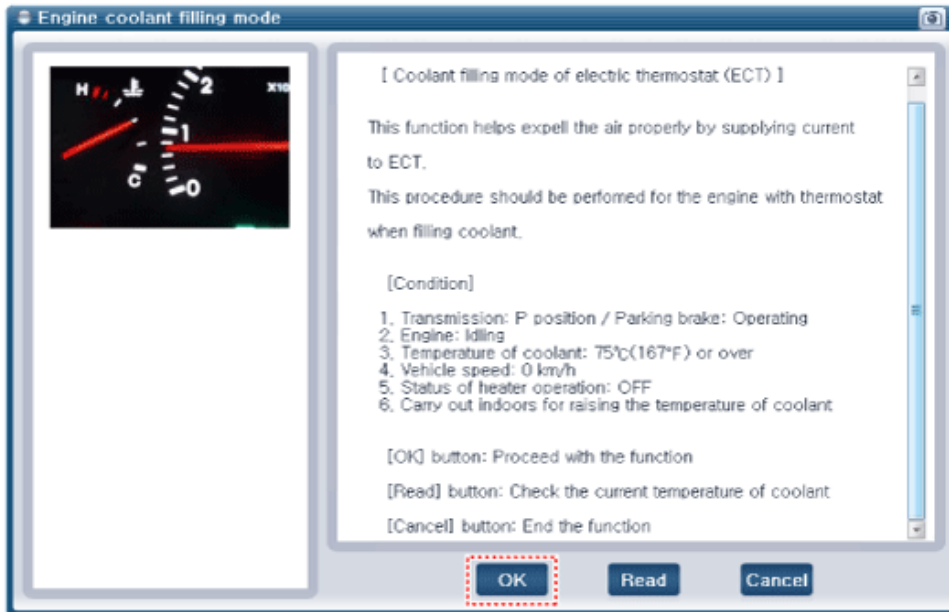 Engine coolant filling mode
H
2
X10
1
C
0
[ Coolant filling mode of electric thermostat (ECT) ]
This function helps expell the air properly by supplying current
to ECT.
This procedure should be perfomed for the engine with thermostat
when filling coolant.
[Condition]
1. Transmission: P position / Parking brake: Operating
2. Engine: Idling
3. Temperature of coolant: 75℃(167°F) or over
4. Vehicle speed: 0 km/h
5. Status of heater operation: OFF
6. Carry out indoors for raising the temperature of coolant
[OK] button: Proceed with the function
[Read] button: Check the current temperature of coolant
[Cancel] button: End the function
OK
Read
Cancel